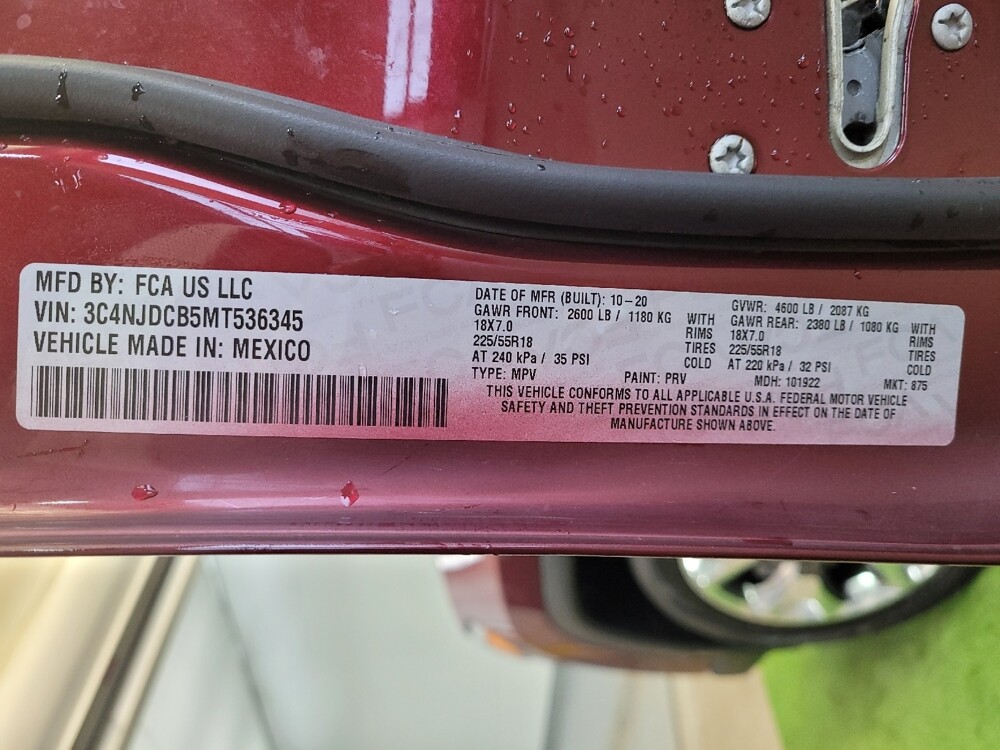 MFD BY: FCA US LLC
VIN: 3C4NJDCB5MT536345
VEHICLE MADE IN: MEXICO
DATE OF MFR (BUILT): 10-20
GAWR FRONT: 2600 LB / 1180 KG WITH
18X7.0 RIMS
225/55R18 TIRES
AT 240 kPa / 35 PSI COLD
TYPE: MPV PAINT: PRV
GVWR: 4600 LB / 2087 KG
GAWR REAR: 2380 LB / 1080 KG WITH
18X7.0 RIMS
225/55R18 TIRES
AT 220 kPa / 32 PSI COLD
MDH: 101922 MKT: 875
THIS VEHICLE CONFORMS TO ALL APPLICABLE U.S.A. FEDERAL MOTOR VEHICLE
SAFETY AND THEFT PREVENTION STANDARDS IN EFFECT ON THE DATE OF
MANUFACTURE SHOWN ABOVE.